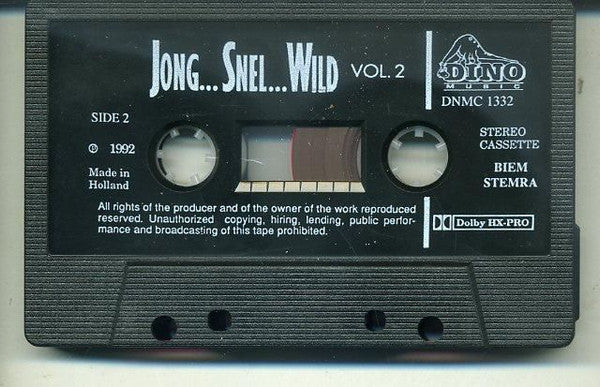 JONG... SNEL... WILD VOL. 2
DINO
MUSIC
DNMC 1332
SIDE 2
℗ 1992
Made in
Holland
STEREO
CASSETTE
BIEM
STEMRA
All rights of the producer and of the owner of the work reproduced
reserved. Unauthorized copying, hiring, lending, public perfor-
mance and broadcasting of this tape prohibited.
Dolby HX-PRO